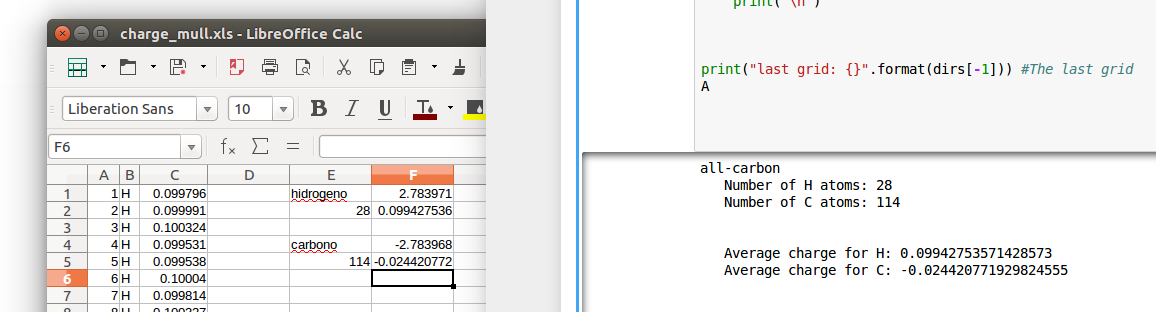 charge_mull.xls - LibreOffice Calc
Liberation Sans
10
B I U
F6
A B C D E F
1 1 H 0.099796 hidrogeno 2.783971
2 2 H 0.099991 28 0.099427536
3 3 H 0.100324
4 4 H 0.099531 carbono -2.783968
5 5 H 0.099538 114 -0.024420772
6 6 H 0.10004
7 7 H 0.099814
print("last grid: {}".format(dirs[-1])) #The last grid
A
all-carbon
Number of H atoms: 28
Number of C atoms: 114
Average charge for H: 0.09942753571428573
Average charge for C: -0.024420771929824555